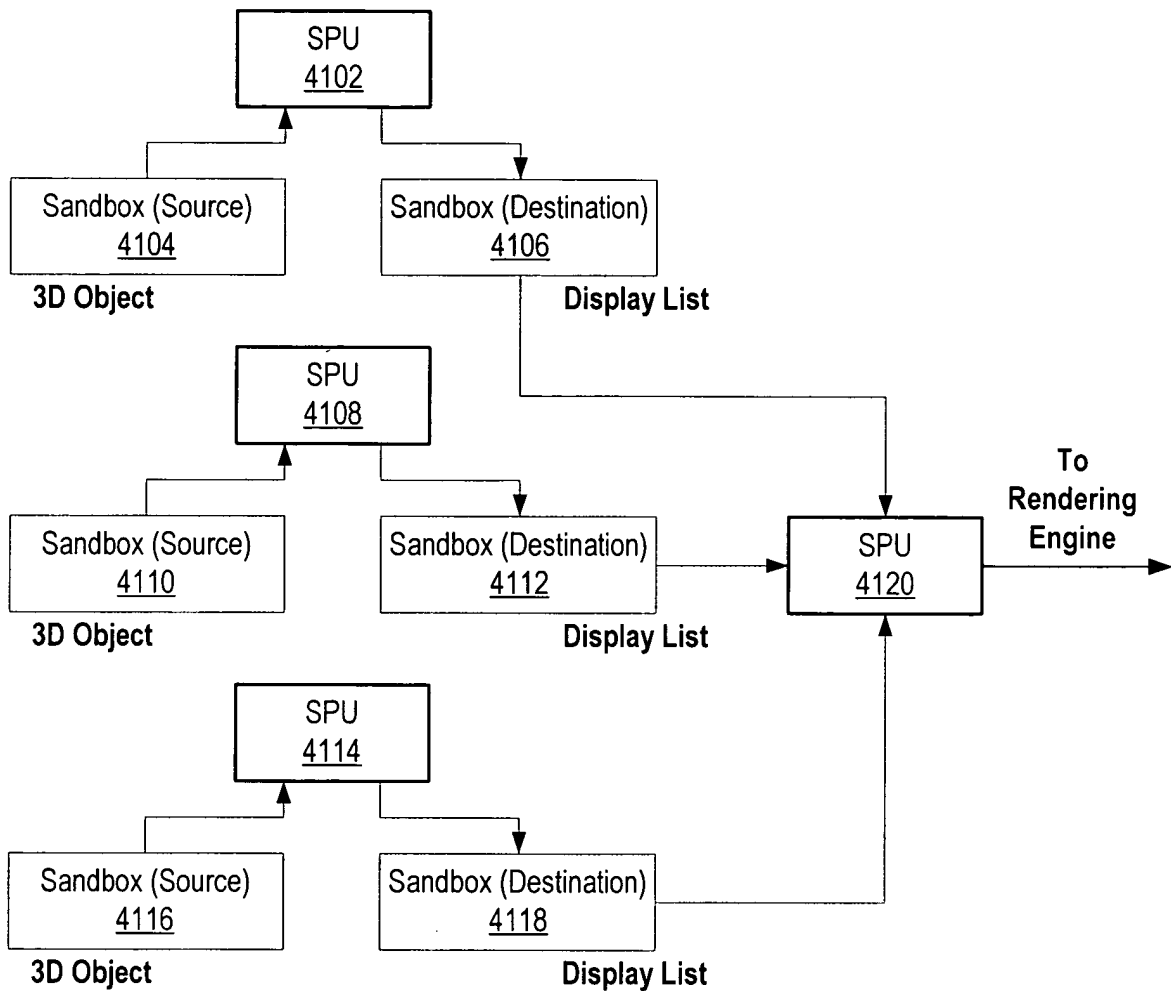 SPU
4102
Sandbox (Source)
4104
3D Object
Sandbox (Destination)
4106
Display List
SPU
4108
Sandbox (Source)
4110
3D Object
Sandbox (Destination)
4112
Display List
SPU
4114
Sandbox (Source)
4116
3D Object
Sandbox (Destination)
4118
Display List
SPU
4120
To
Rendering
Engine